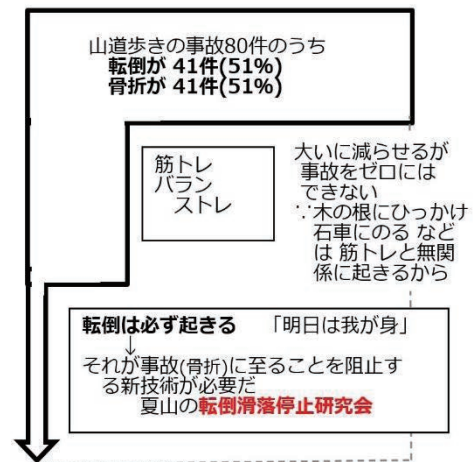 山道歩きの事故80件のうち
転倒が 41件(51%)
骨折が 41件(51%)
筋トレ
バラン
ストレ
大いに減らせるが
事故をゼロには
できない
∵木の根にひっかけ
石車にのる など
は 筋トレと無関
係に起きるから
転倒は必ず起きる 「明日は我が身」
↓
それが事故(骨折)に至ることを阻止す
る新技術が必要だ
夏山の転倒滑落停止研究会